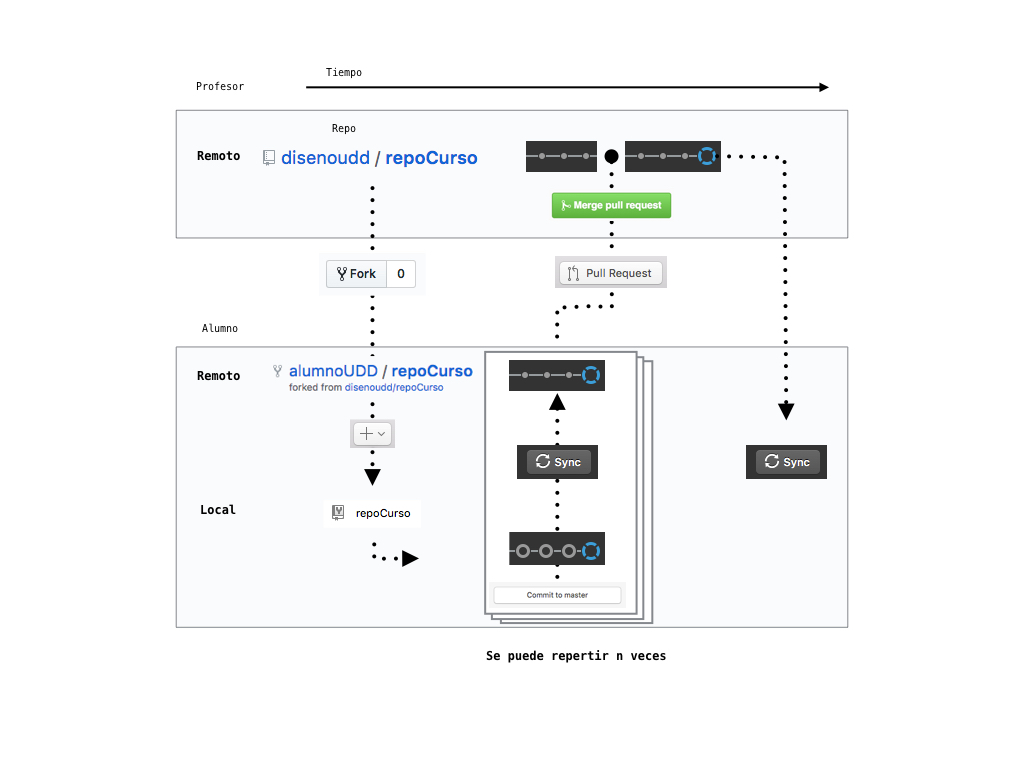 Tiempo
Profesor
Repo
Remoto
disenoudd / repoCurso
Merge pull request
Fork 0
Pull Request
Alumno
Remoto
alumnoUDD / repoCurso
forked from disenoudd/repoCurso
Sync
Sync
Local
repoCurso
Commit to master
Se puede repertir n veces